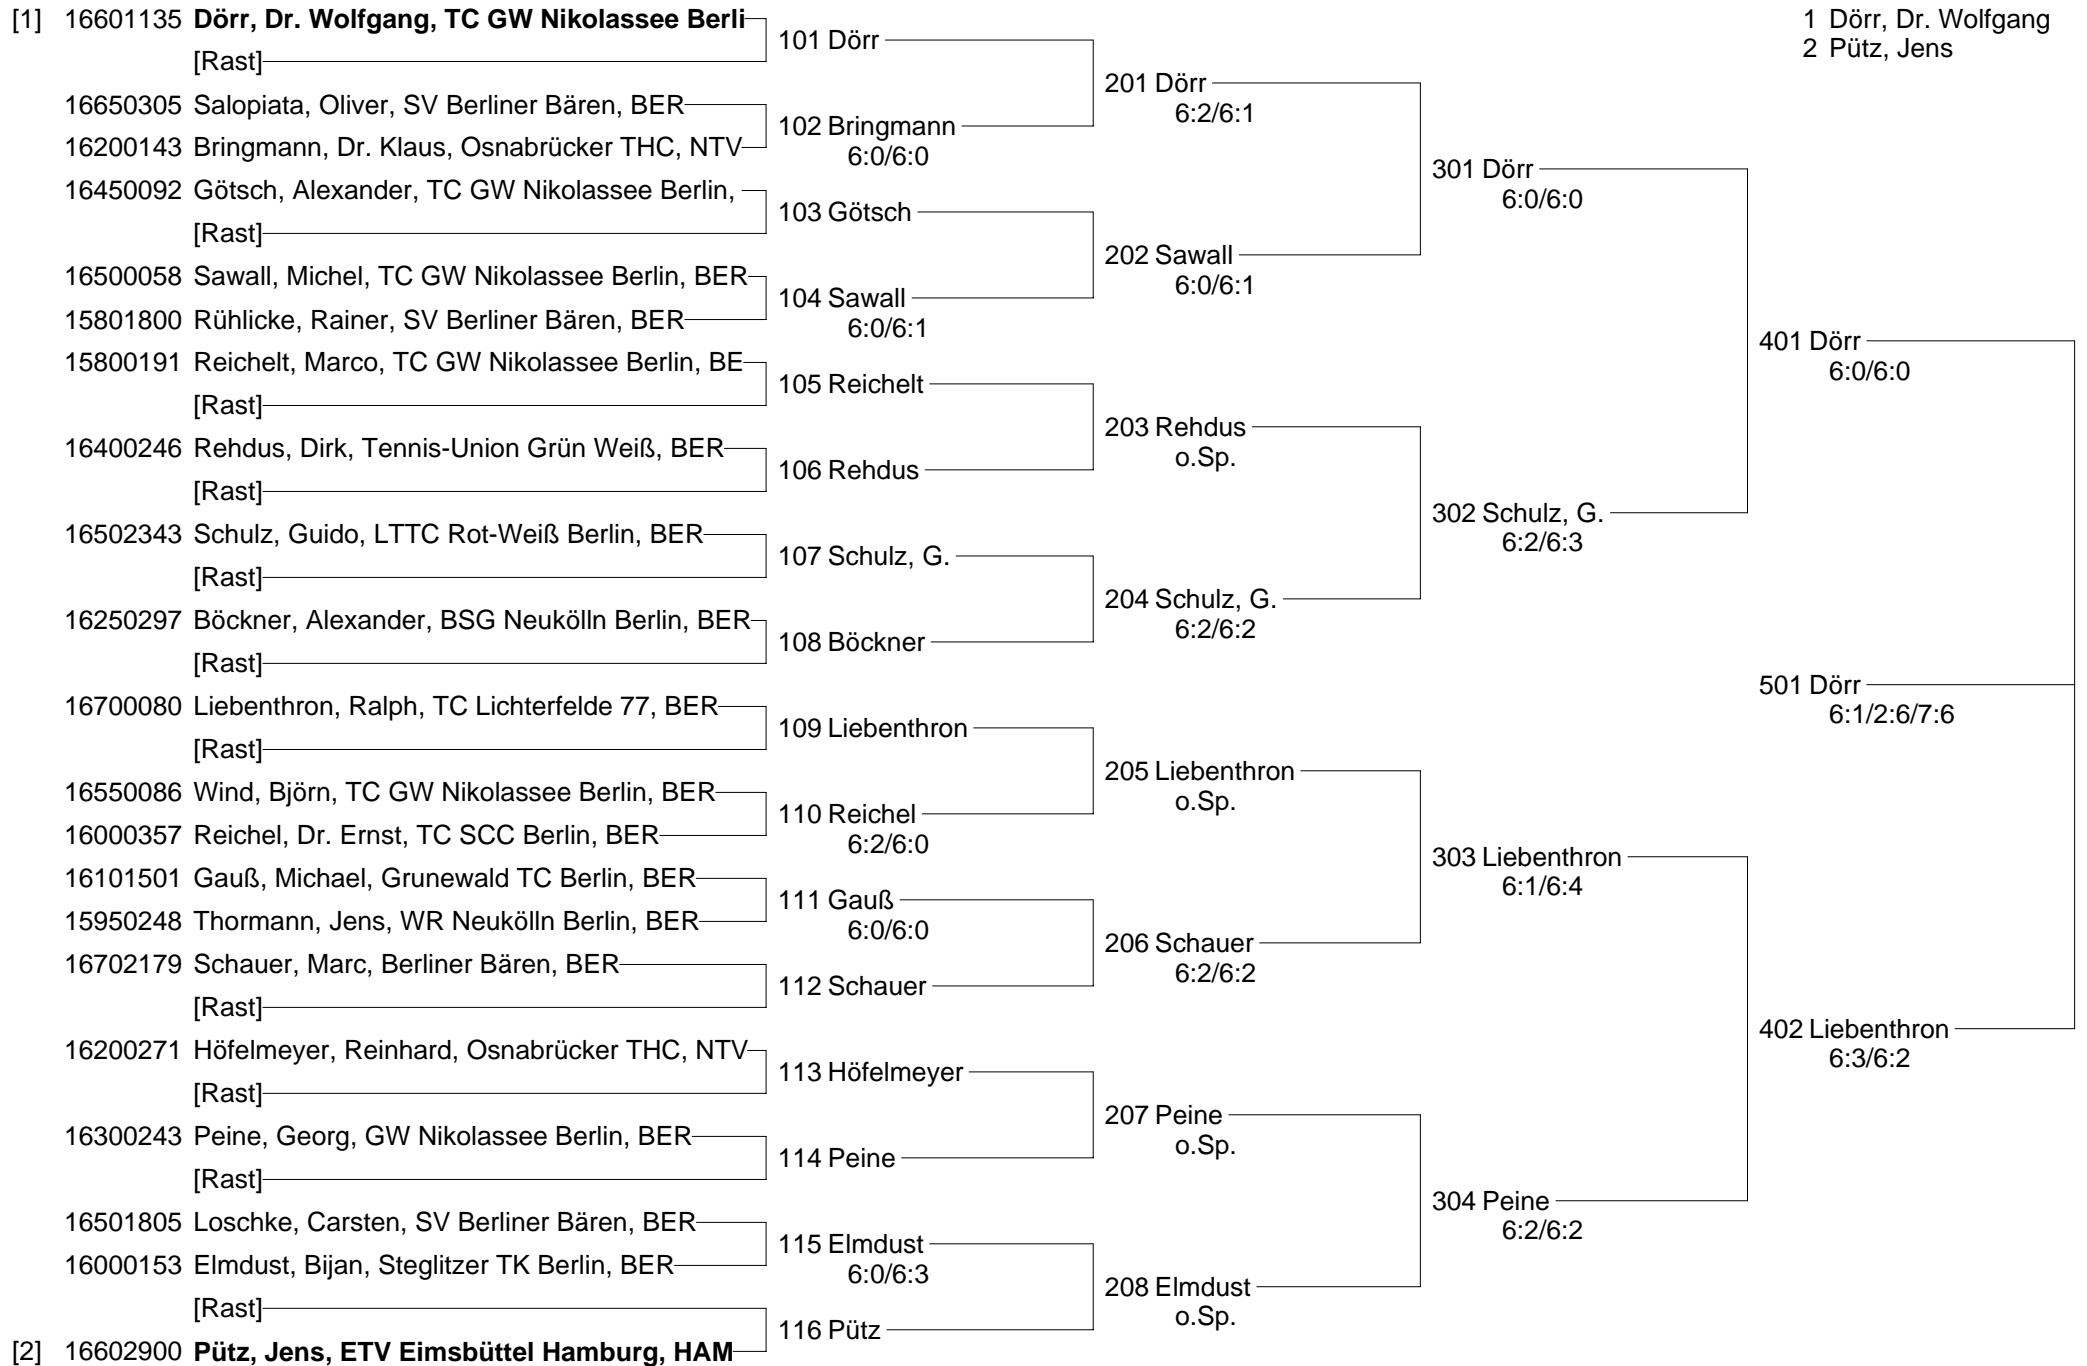 [1] 16601135 Dörr, Dr. Wolfgang, TC GW Nikolassee Berli
[Rast]
16650305 Salopiata, Oliver, SV Berliner Bären, BER
16200143 Bringmann, Dr. Klaus, Osnabrücker THC, NTV
16450092 Götsch, Alexander, TC GW Nikolassee Berlin,
[Rast]
16500058 Sawall, Michel, TC GW Nikolassee Berlin, BER
15801800 Rühlicke, Rainer, SV Berliner Bären, BER
15800191 Reichelt, Marco, TC GW Nikolassee Berlin, BE
[Rast]
16400246 Rehdus, Dirk, Tennis-Union Grün Weiß, BER
[Rast]
16502343 Schulz, Guido, LTTC Rot-Weiß Berlin, BER
[Rast]
16250297 Böckner, Alexander, BSG Neukölln Berlin, BER
[Rast]
16700080 Liebenthron, Ralph, TC Lichterfelde 77, BER
[Rast]
16550086 Wind, Björn, TC GW Nikolassee Berlin, BER
16000357 Reichel, Dr. Ernst, TC SCC Berlin, BER
16101501 Gauß, Michael, Grunewald TC Berlin, BER
15950248 Thormann, Jens, WR Neukölln Berlin, BER
16702179 Schauer, Marc, Berliner Bären, BER
[Rast]
16200271 Höfelmeyer, Reinhard, Osnabrücker THC, NTV
[Rast]
16300243 Peine, Georg, GW Nikolassee Berlin, BER
[Rast]
16501805 Loschke, Carsten, SV Berliner Bären, BER
16000153 Elmdust, Bijan, Steglitzer TK Berlin, BER
[Rast]
[2] 16602900 Pütz, Jens, ETV Eimsbüttel Hamburg, HAM
101 Dörr
102 Bringmann
6:0/6:0
103 Götsch
104 Sawall
6:0/6:1
105 Reichelt
106 Rehdus
107 Schulz, G.
108 Böckner
109 Liebenthron
110 Reichel
6:2/6:0
111 Gauß
6:0/6:0
112 Schauer
113 Höfelmeyer
114 Peine
115 Elmdust
6:0/6:3
116 Pütz
201 Dörr
6:2/6:1
202 Sawall
6:0/6:1
203 Rehdus
o.Sp.
204 Schulz, G.
6:2/6:2
205 Liebenthron
o.Sp.
206 Schauer
6:2/6:2
207 Peine
o.Sp.
208 Elmdust
o.Sp.
301 Dörr
6:0/6:0
302 Schulz, G.
6:2/6:3
303 Liebenthron
6:1/6:4
304 Peine
6:2/6:2
401 Dörr
6:0/6:0
402 Liebenthron
6:3/6:2
501 Dörr
6:1/2:6/7:6
1 Dörr, Dr. Wolfgang
2 Pütz, Jens